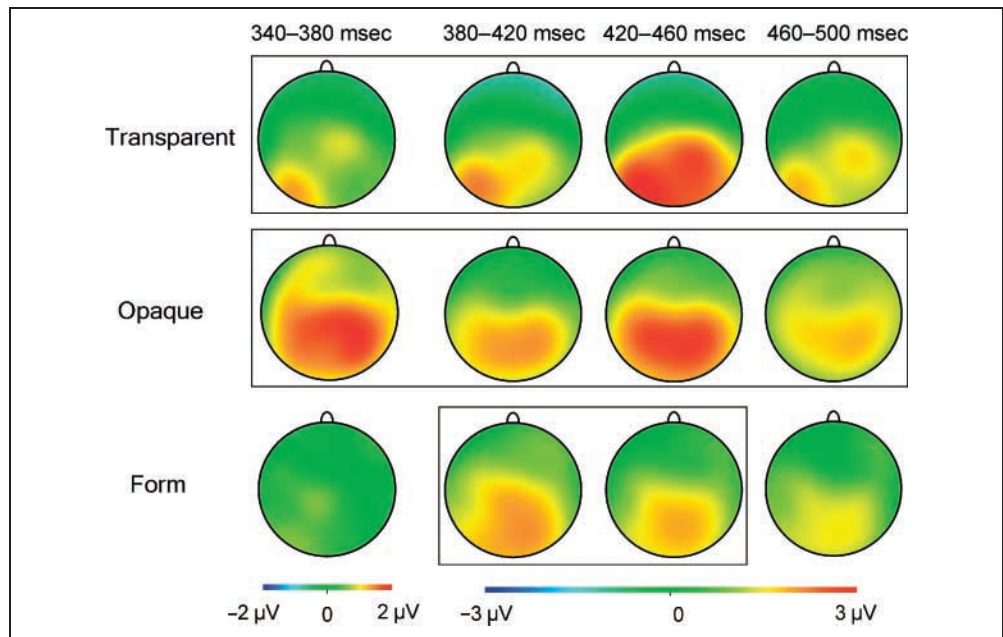 340–380 msec 380–420 msec 420–460 msec 460–500 msec
Transparent
Opaque
Form
−2 μV 0 2 μV −3 μV 0 3 μV